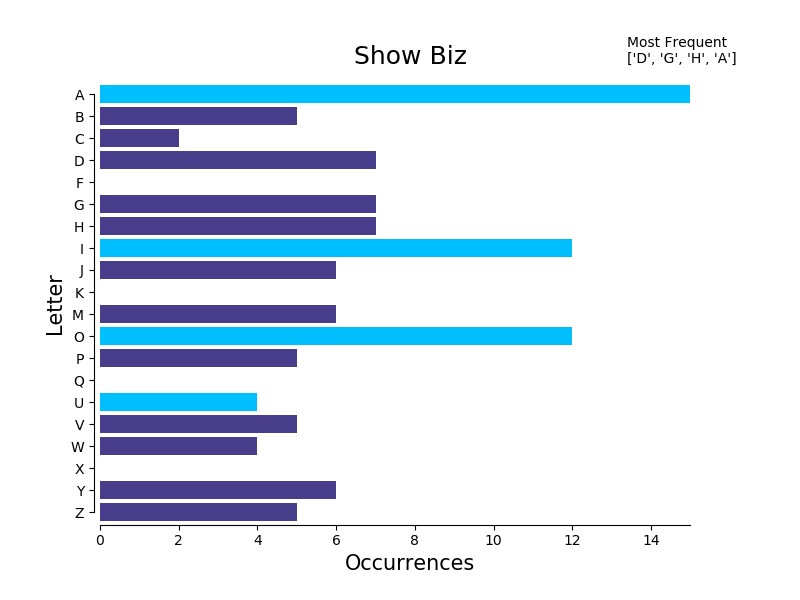 Show Biz
Most Frequent
['D', 'G', 'H', 'A']
Letter
A
B
C
D
F
G
H
I
J
K
M
O
P
Q
U
V
W
X
Y
Z
0 2 4 6 8 10 12 14
Occurrences